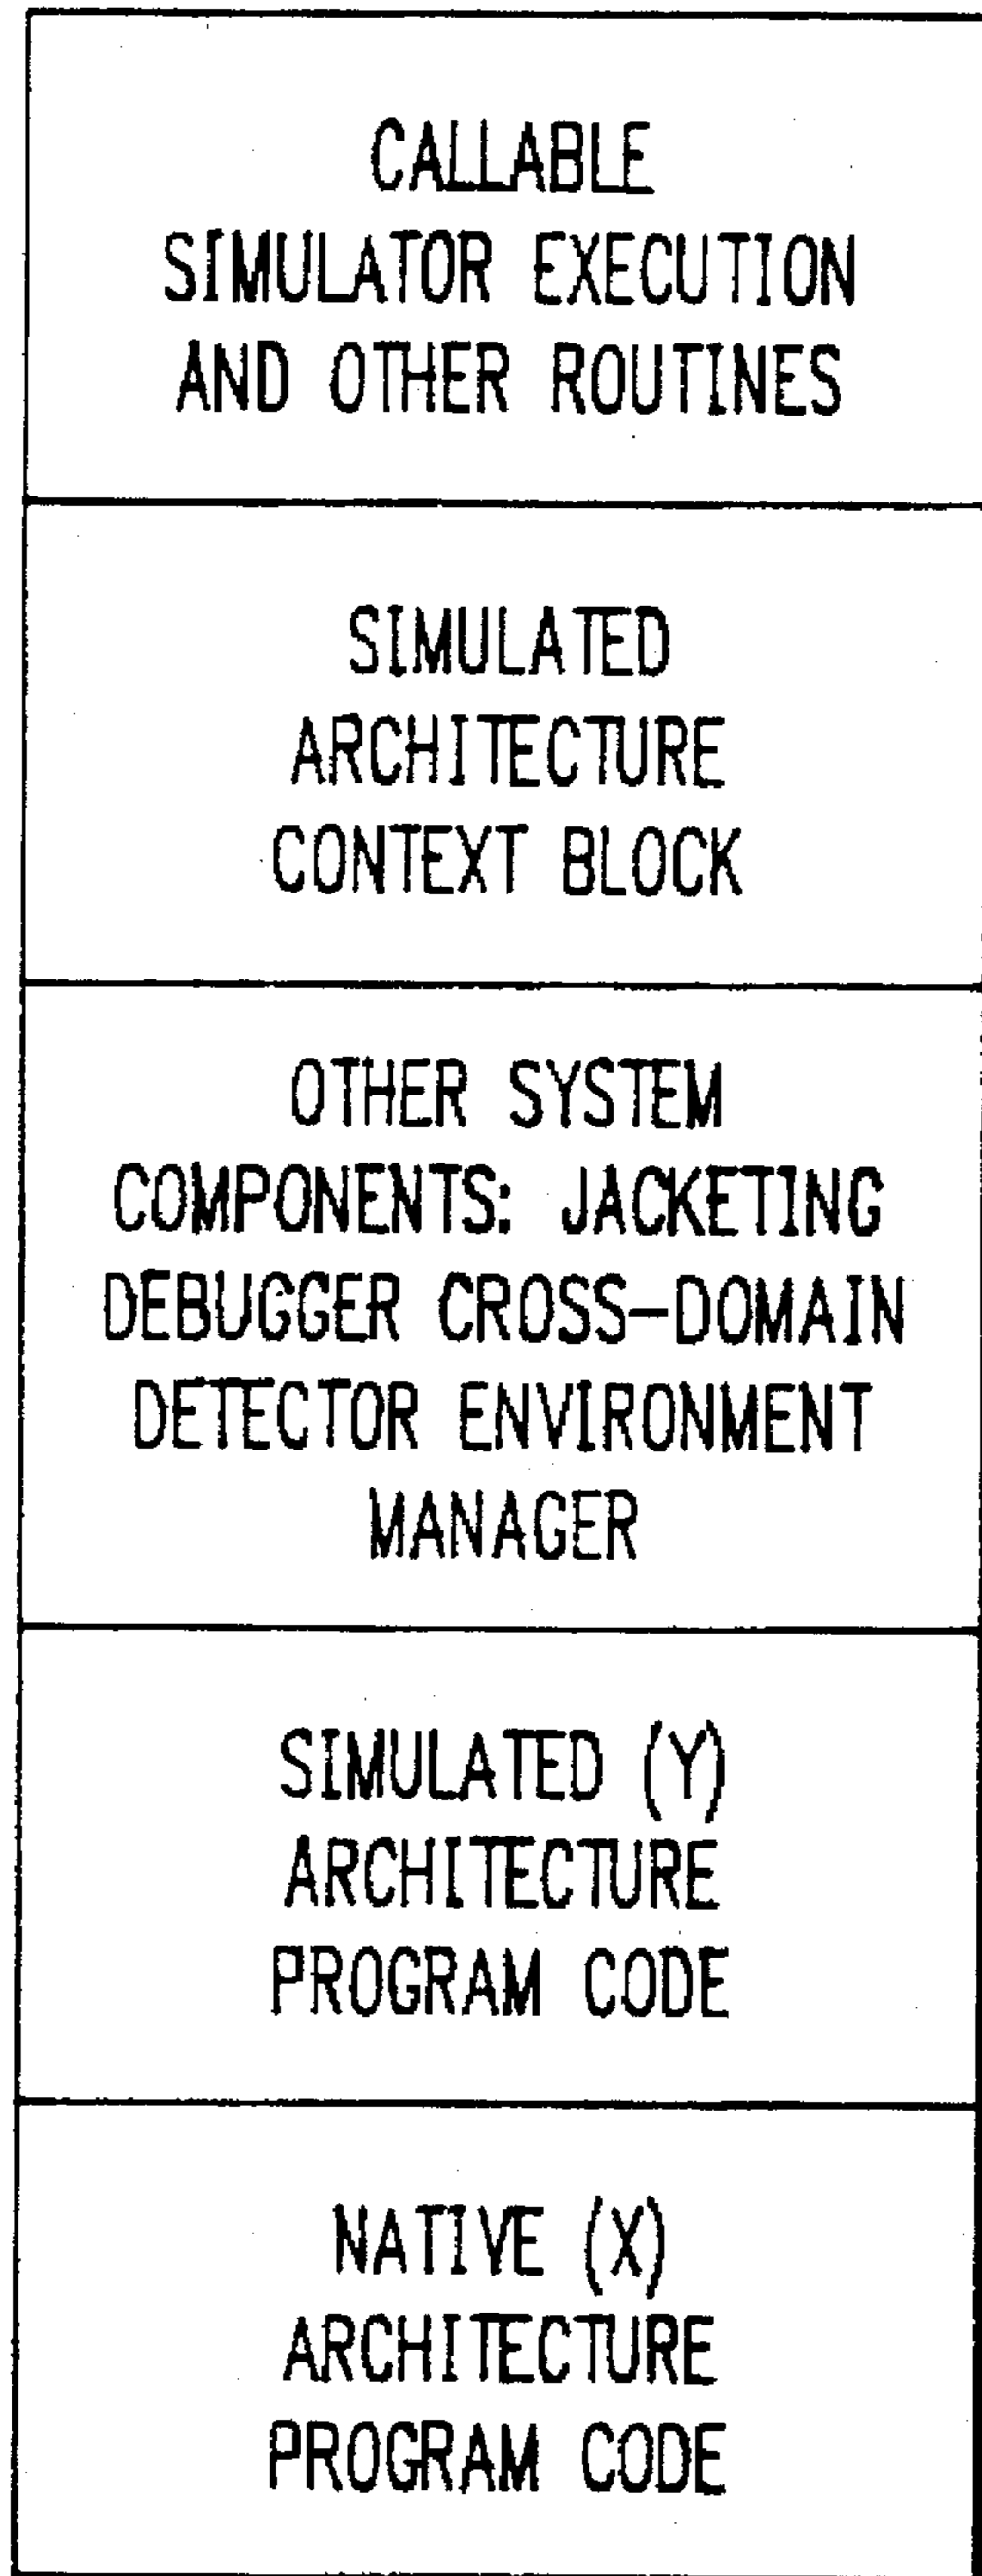 CALLABLE
SIMULATOR EXECUTION
AND OTHER ROUTINES
SIMULATED
ARCHITECTURE
CONTEXT BLOCK
OTHER SYSTEM
COMPONENTS: JACKETING
DEBUGGER CROSS-DOMAIN
DETECTOR ENVIRONMENT
MANAGER
SIMULATED (Y)
ARCHITECTURE
PROGRAM CODE
NATIVE (X)
ARCHITECTURE
PROGRAM CODE